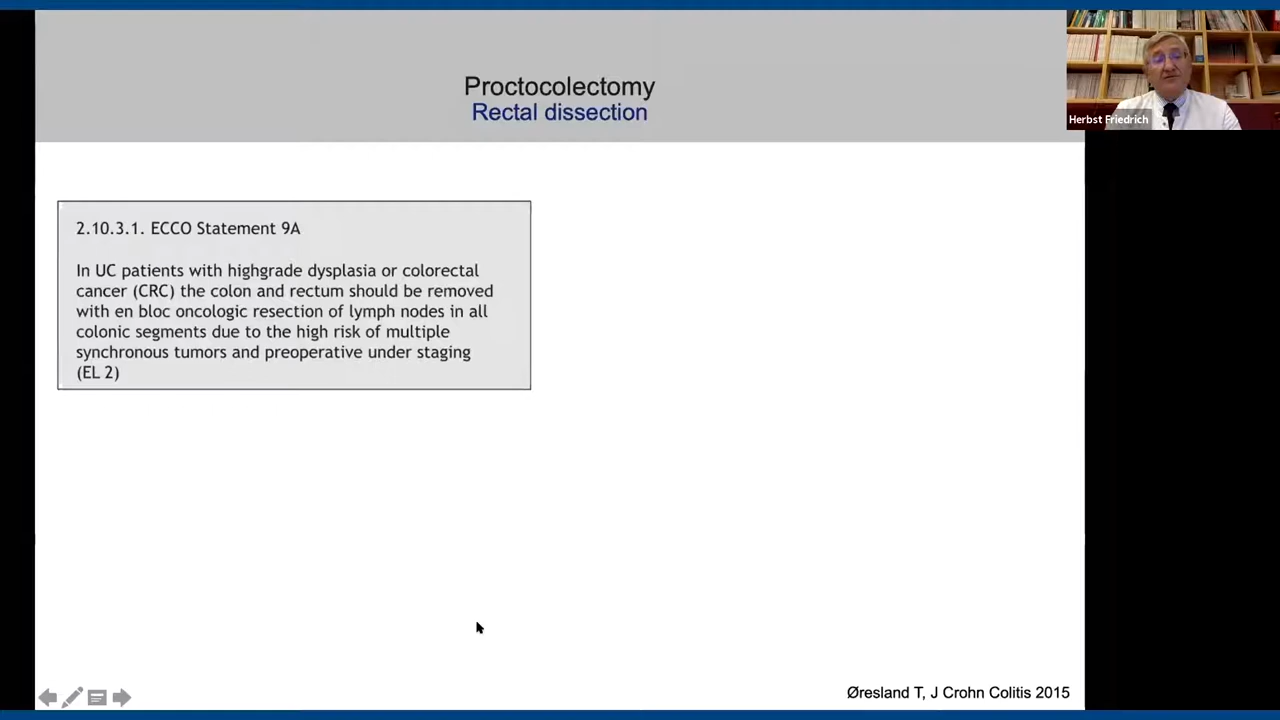 Proctocolectomy
Rectal dissection
Herbst Friedrich
2.10.3.1. ECCO Statement 9A
In UC patients with highgrade dysplasia or colorectal
cancer (CRC) the colon and rectum should be removed
with en bloc oncologic resection of lymph nodes in all
colonic segments due to the high risk of multiple
synchronous tumors and preoperative under staging
(EL 2)
Øresland T, J Crohn Colitis 2015